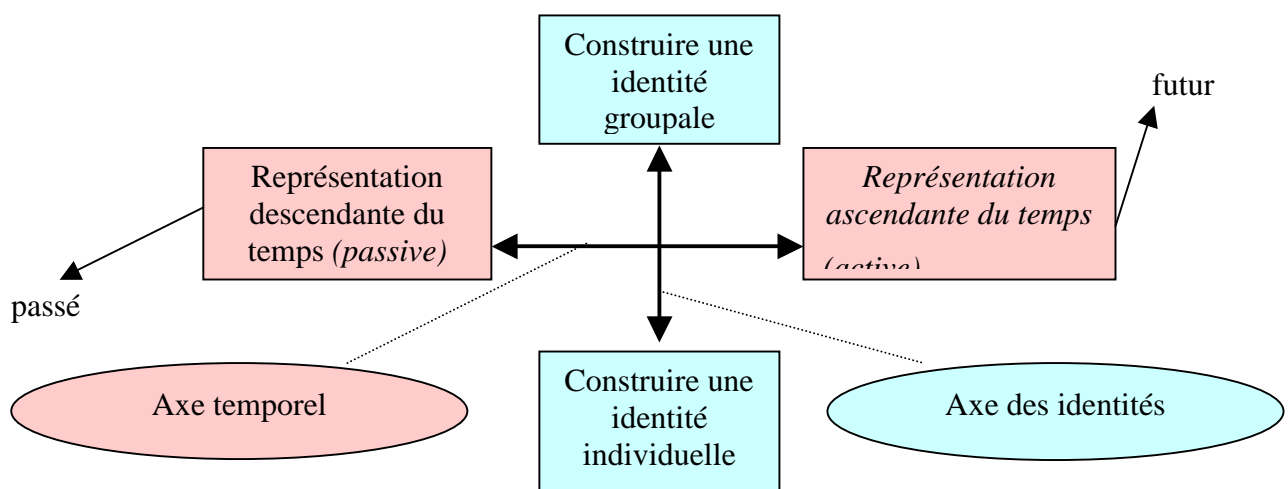 Construire une
identité
groupale
futur
Représentation
descendante du
temps (passive)
Représentation
ascendante du temps
(active)
passé
Axe temporel
Construire une
identité
individuelle
Axe des identités